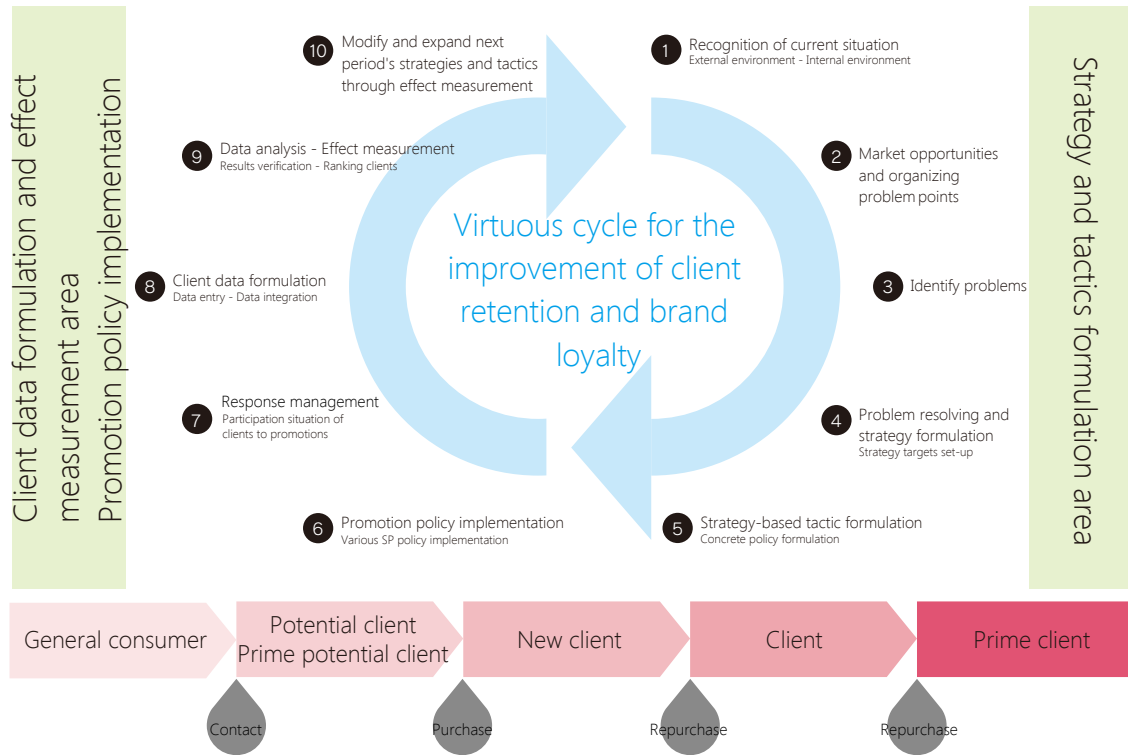 Client data formulation and effect
measurement area
Promotion policy implementation
10 Modify and expand next
period's strategies and tactics
through effect measurement
1 Recognition of current situation
External environment - Internal environment
9 Data analysis - Effect measurement
Results verification - Ranking clients
2 Market opportunities
and organizing
problem points
Virtuous cycle for the
improvement of client
retention and brand
loyalty
8 Client data formulation
Data entry - Data integration
3 Identify problems
7 Response management
Participation situation of
clients to promotions
4 Problem resolving and
strategy formulation
Strategy targets set-up
6 Promotion policy implementation
Various SP policy implementation
5 Strategy-based tactic formulation
Concrete policy formulation
Strategy and tactics formulation area
General consumer
Potential client
Prime potential client
New client
Client
Prime client
Contact
Purchase
Repurchase
Repurchase